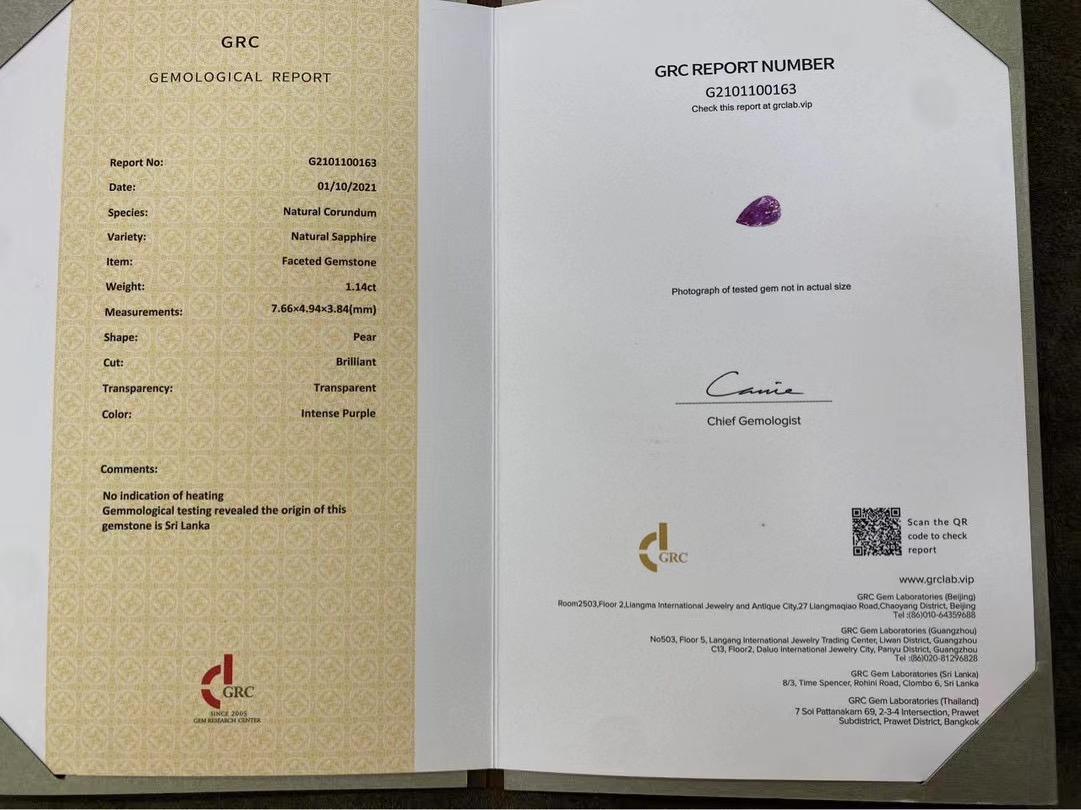 GRC
GEMOLOGICAL REPORT
Report No: G2101100163
Date: 01/10/2021
Species: Natural Corundum
Variety: Natural Sapphire
Item: Faceted Gemstone
Weight: 1.14ct
Measurements: 7.66×4.94×3.84(mm)
Shape: Pear
Cut: Brilliant
Transparency: Transparent
Color: Intense Purple
Comments:
No indication of heating
Gemmological testing revealed the origin of this
gemstone is Sri Lanka
GRC
SINCE 2005
GEM RESEARCH CENTER
GRC REPORT NUMBER
G2101100163
Check this report at grclab.vip
Photograph of tested gem not in actual size
Carrie
Chief Gemologist
GRC
Scan the QR
code to check
report
www.grclab.vip
GRC Gem Laboratories (Beijing)
Room2503,Floor 2,Liangma International Jewelry and Antique City,27 Liangmaqiao Road,Chaoyang District, Beijing
Tel :(86)010-64359688
GRC Gem Laboratories (Guangzhou)
No503, Floor 5, Langang International Jewelry Trading Center, Liwan District, Guangzhou
C13, Floor2, Daluo International Jewelry City, Panyu District, Guangzhou
Tel :(86)020-81296828
GRC Gem Laboratories (Sri Lanka)
8/3, Time Spencer, Rohini Road, Clombo 6, Sri Lanka
GRC Gem Laboratories (Thailand)
7 Soi Pattanakarn 69, 2-3-4 Intersection, Prawet
Subdistrict, Prawet District, Bangkok